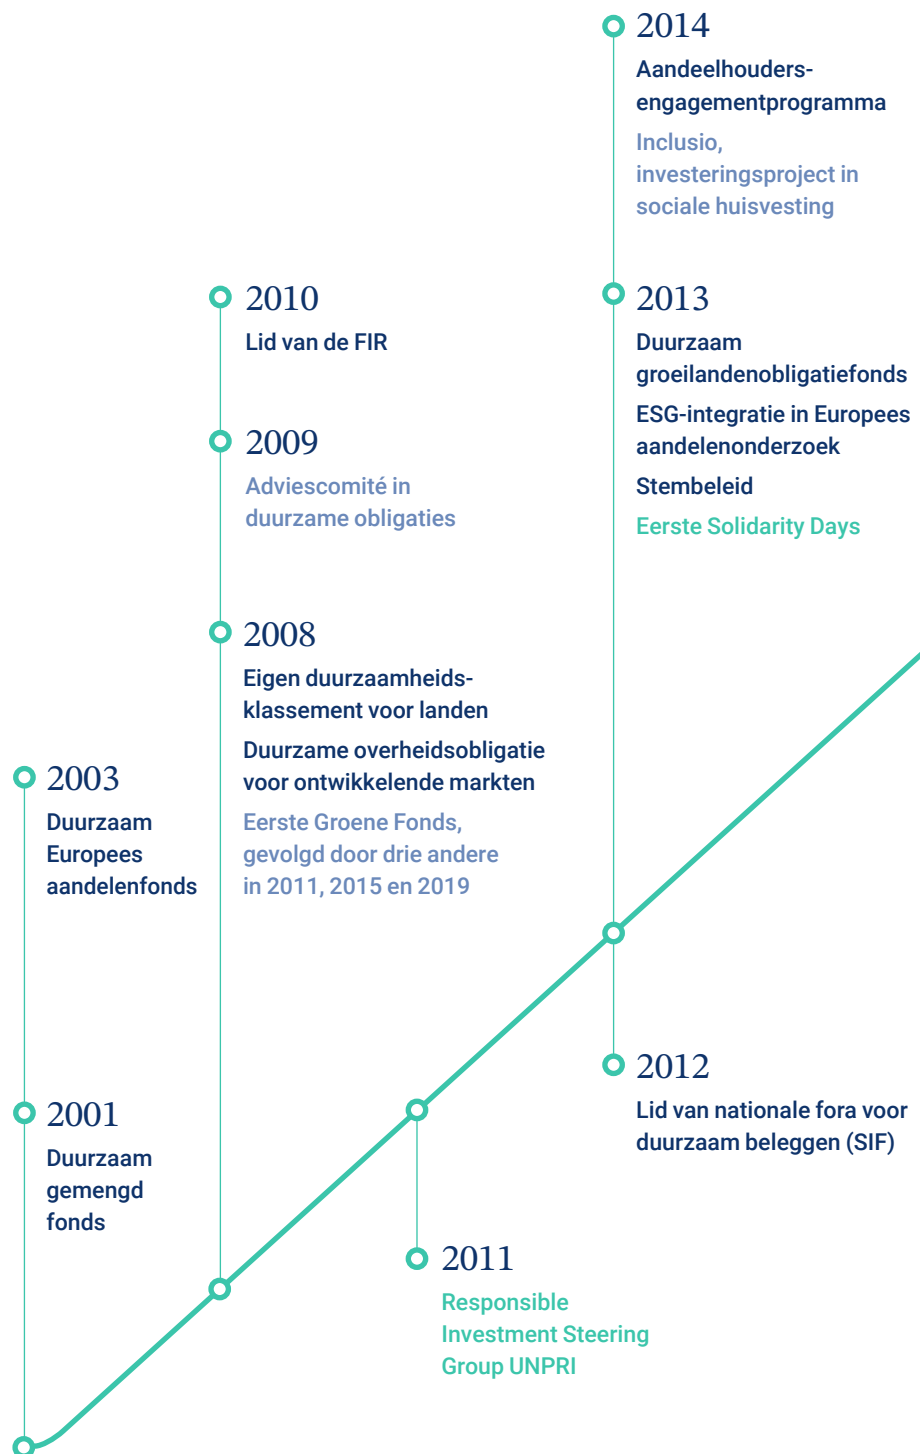 2014
Aandeelhouders-
engagementprogramma
Inclusio,
investeringsproject in
sociale huisvesting
2010
Lid van de FIR
2013
Duurzaam
groeilandenobligatiefonds
ESG-integratie in Europees
aandelenonderzoek
Stembeleid
Eerste Solidarity Days
2009
Adviescomité in
duurzame obligaties
2008
Eigen duurzaamheids-
klassement voor landen
Duurzame overheidsobligatie
voor ontwikkelende markten
Eerste Groene Fonds,
gevolgd door drie andere
in 2011, 2015 en 2019
2003
Duurzaam
Europees
aandelenfonds
2001
Duurzaam
gemengd
fonds
2012
Lid van nationale fora voor
duurzaam beleggen (SIF)
2011
Responsible
Investment Steering
Group UNPRI